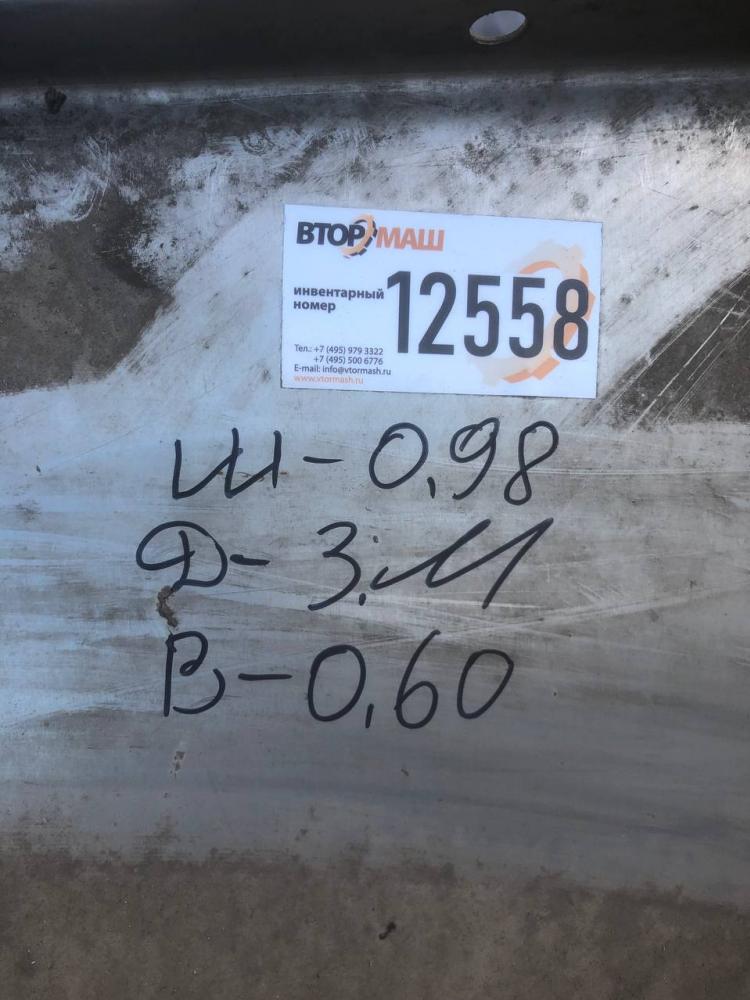 ВТОРМАШ
инвентарный
номер
12558
Тел.: +7 (495) 979 3322
+7 (495) 500 6776
E-mail: info@vtormash.ru
www.vtormash.ru
Ш-0,98
Д-3,11
В-0,60